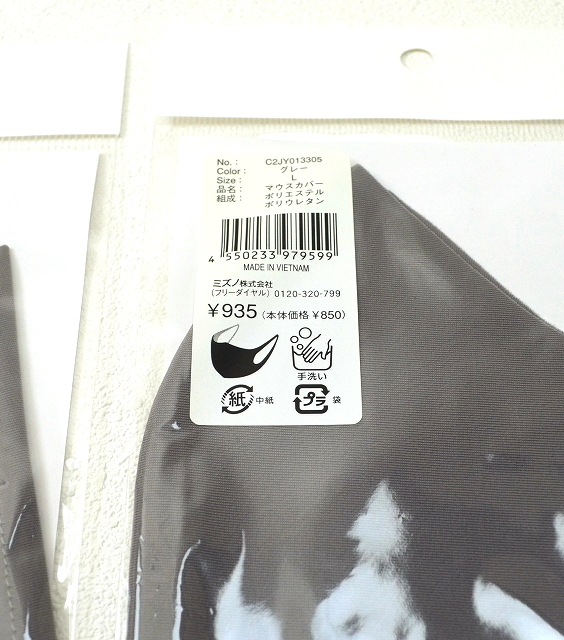 No.: C2JY013305
Color: グレー
Size: L
品名: マウスカバー
組成: ポリエステル
ポリウレタン
4 550233 979599
MADE IN VIETNAM
ミズノ株式会社
(フリーダイヤル) 0120-320-799
¥935 (本体価格 ¥850)
手洗い
紙 中紙 プラ 袋